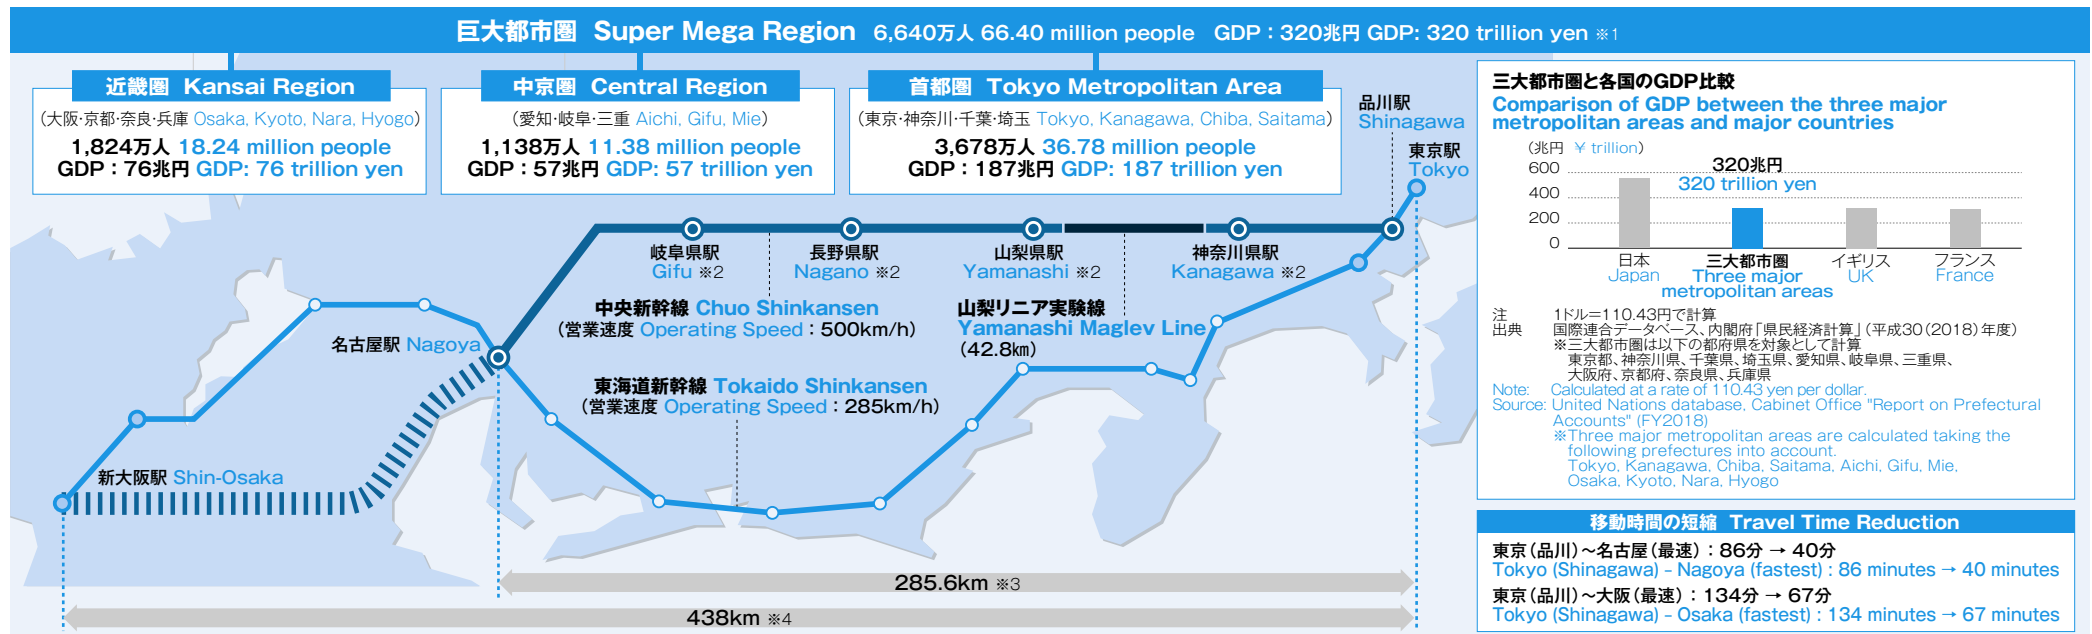 巨大都市圏 Super Mega Region 6,640万人 66.40 million people GDP：320兆円 GDP: 320 trillion yen ※1
近畿圏 Kansai Region
（大阪・京都・奈良・兵庫 Osaka, Kyoto, Nara, Hyogo）
1,824万人 18.24 million people
GDP：76兆円 GDP: 76 trillion yen
中京圏 Central Region
（愛知・岐阜・三重 Aichi, Gifu, Mie）
1,138万人 11.38 million people
GDP：57兆円 GDP: 57 trillion yen
首都圏 Tokyo Metropolitan Area
（東京・神奈川・千葉・埼玉 Tokyo, Kanagawa, Chiba, Saitama）
3,678万人 36.78 million people
GDP：187兆円 GDP: 187 trillion yen
品川駅
Shinagawa
東京駅
Tokyo
岐阜県駅
Gifu ※2
長野県駅
Nagano ※2
山梨県駅
Yamanashi ※2
神奈川県駅
Kanagawa ※2
中央新幹線 Chuo Shinkansen
（営業速度 Operating Speed：500km/h）
山梨リニア実験線
Yamanashi Maglev Line
（42.8km）
名古屋駅 Nagoya
東海道新幹線 Tokaido Shinkansen
（営業速度 Operating Speed：285km/h）
新大阪駅 Shin-Osaka
285.6km ※3
438km ※4
三大都市圏と各国のGDP比較
Comparison of GDP between the three major
metropolitan areas and major countries
（兆円 ¥ trillion）
600
400
200
0
320兆円
320 trillion yen
日本
Japan
三大都市圏
Three major
metropolitan areas
イギリス
UK
フランス
France
注 1ドル＝110.43円で計算
出典 国際連合データベース、内閣府「県民経済計算」（平成30（2018）年度）
※三大都市圏は以下の都府県を対象として計算
東京都、神奈川県、千葉県、埼玉県、愛知県、岐阜県、三重県、
大阪府、京都府、奈良県、兵庫県
Note: Calculated at a rate of 110.43 yen per dollar.
Source: United Nations database, Cabinet Office "Report on Prefectural
Accounts" (FY2018)
※Three major metropolitan areas are calculated taking the
following prefectures into account.
Tokyo, Kanagawa, Chiba, Saitama, Aichi, Gifu, Mie,
Osaka, Kyoto, Nara, Hyogo
移動時間の短縮 Travel Time Reduction
東京（品川）～名古屋（最速）：86分 → 40分
Tokyo (Shinagawa) – Nagoya (fastest) : 86 minutes → 40 minutes
東京（品川）～大阪（最速）：134分 → 67分
Tokyo (Shinagawa) – Osaka (fastest) : 134 minutes → 67 minutes